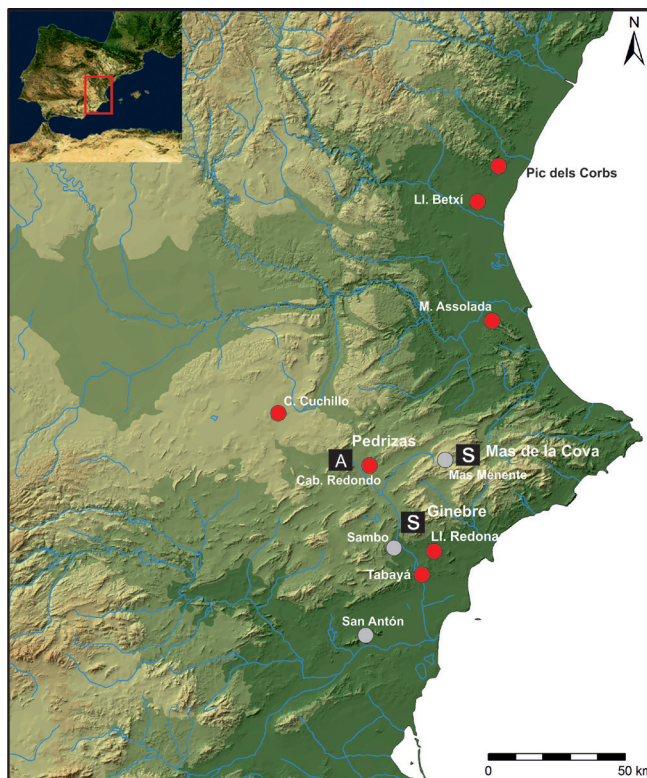 N
Pic dels Corbs
Ll. Betxí
M. Assolada
C. Cuchillo
Pedrizas
A
Cab. Redondo
S
Mas de la Cova
Mas Menente
Ginebre
S
Sambo
Ll. Redona
Tabayá
San Antón
0
50 km